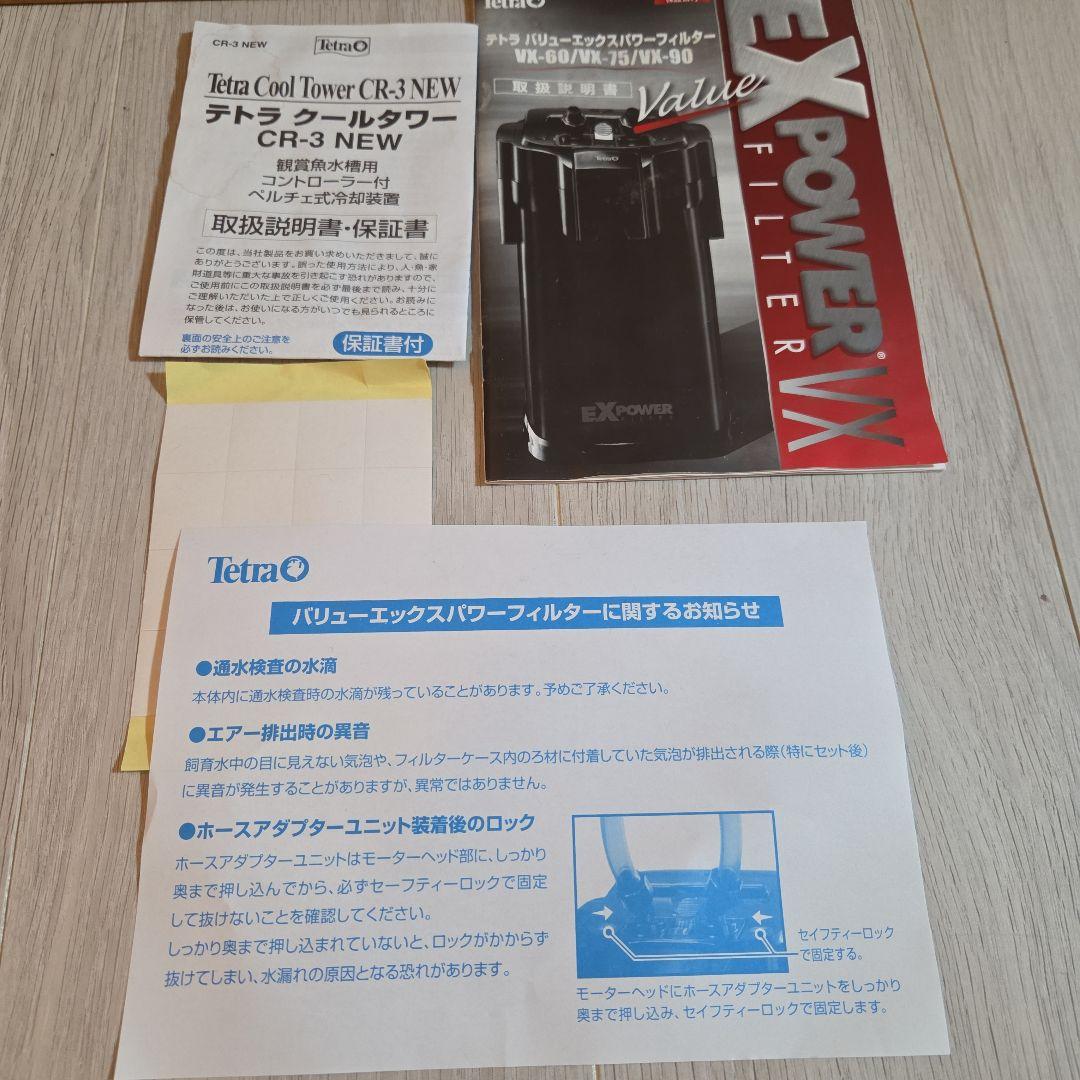 CR-3 NEW
Tetra
Tetra Cool Tower CR-3 NEW
テトラ クールタワー
CR-3 NEW
観賞魚水槽用
コントローラー付
ペルチェ式冷却装置
取扱説明書・保証書
この度は、当社製品をお買い求めいただきまして、誠に
ありがとうございます。誤った使用方法により、人・魚・家
財道具等に重大な事故を引き起こす恐れがありますので、
ご使用前にこの取扱説明書を必ず最後まで読み、十分に
ご理解いただいた上で正しくご使用ください。お読みに
なった後は、お使いになる方がいつでも見られるところに
保管してください。
裏面の安全上のご注意を
必ずお読みください。
保証書付
Tetra
テトラ バリューエックスパワーフィルター
VX-60/VX-75/VX-90
取扱説明書
Value
EXPOWER®
FILTER
VX
Tetra
EXPOWER
FILTER
Tetra
バリューエックスパワーフィルターに関するお知らせ
●通水検査の水滴
本体内に通水検査時の水滴が残っていることがあります。予めご了承ください。
●エアー排出時の異音
飼育水中の目に見えない気泡や、フィルターケース内のろ材に付着していた気泡が排出される際(特にセット後)
に異音が発生することがありますが、異常ではありません。
●ホースアダプターユニット装着後のロック
ホースアダプターユニットはモーターヘッド部に、しっかり
奥まで押し込んでから、必ずセーフティーロックで固定
して抜けないことを確認してください。
しっかり奥まで押し込まれていないと、ロックがかからず
抜けてしまい、水漏れの原因となる恐れがあります。
セイフティーロック
で固定する。
モーターヘッドにホースアダプターユニットをしっかり
奥まで押し込み、セイフティーロックで固定します。